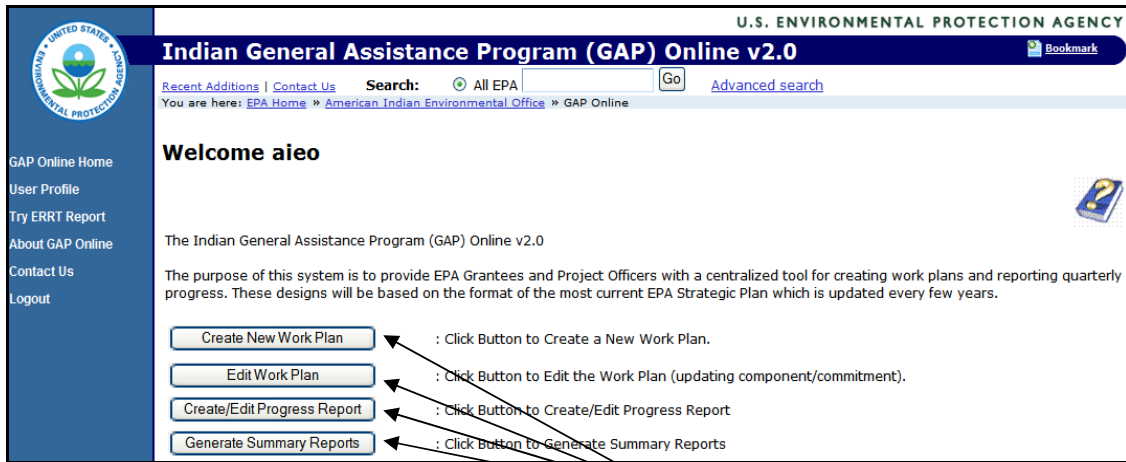 U.S. ENVIRONMENTAL PROTECTION AGENCY
UNITED STATES
ENVIRONMENTAL PROTECTION AGENCY
Indian General Assistance Program (GAP) Online v2.0
Bookmark
Recent Additions | Contact Us Search: All EPA Go Advanced search
You are here: EPA Home » American Indian Environmental Office » GAP Online
GAP Online Home
User Profile
Try ERRT Report
About GAP Online
Contact Us
Logout
Welcome aieo
?
The Indian General Assistance Program (GAP) Online v2.0
The purpose of this system is to provide EPA Grantees and Project Officers with a centralized tool for creating work plans and reporting quarterly
progress. These designs will be based on the format of the most current EPA Strategic Plan which is updated every few years.
Create New Work Plan : Click Button to Create a New Work Plan.
Edit Work Plan : Click Button to Edit the Work Plan (updating component/commitment).
Create/Edit Progress Report : Click Button to Create/Edit Progress Report
Generate Summary Reports : Click Button to Generate Summary Reports